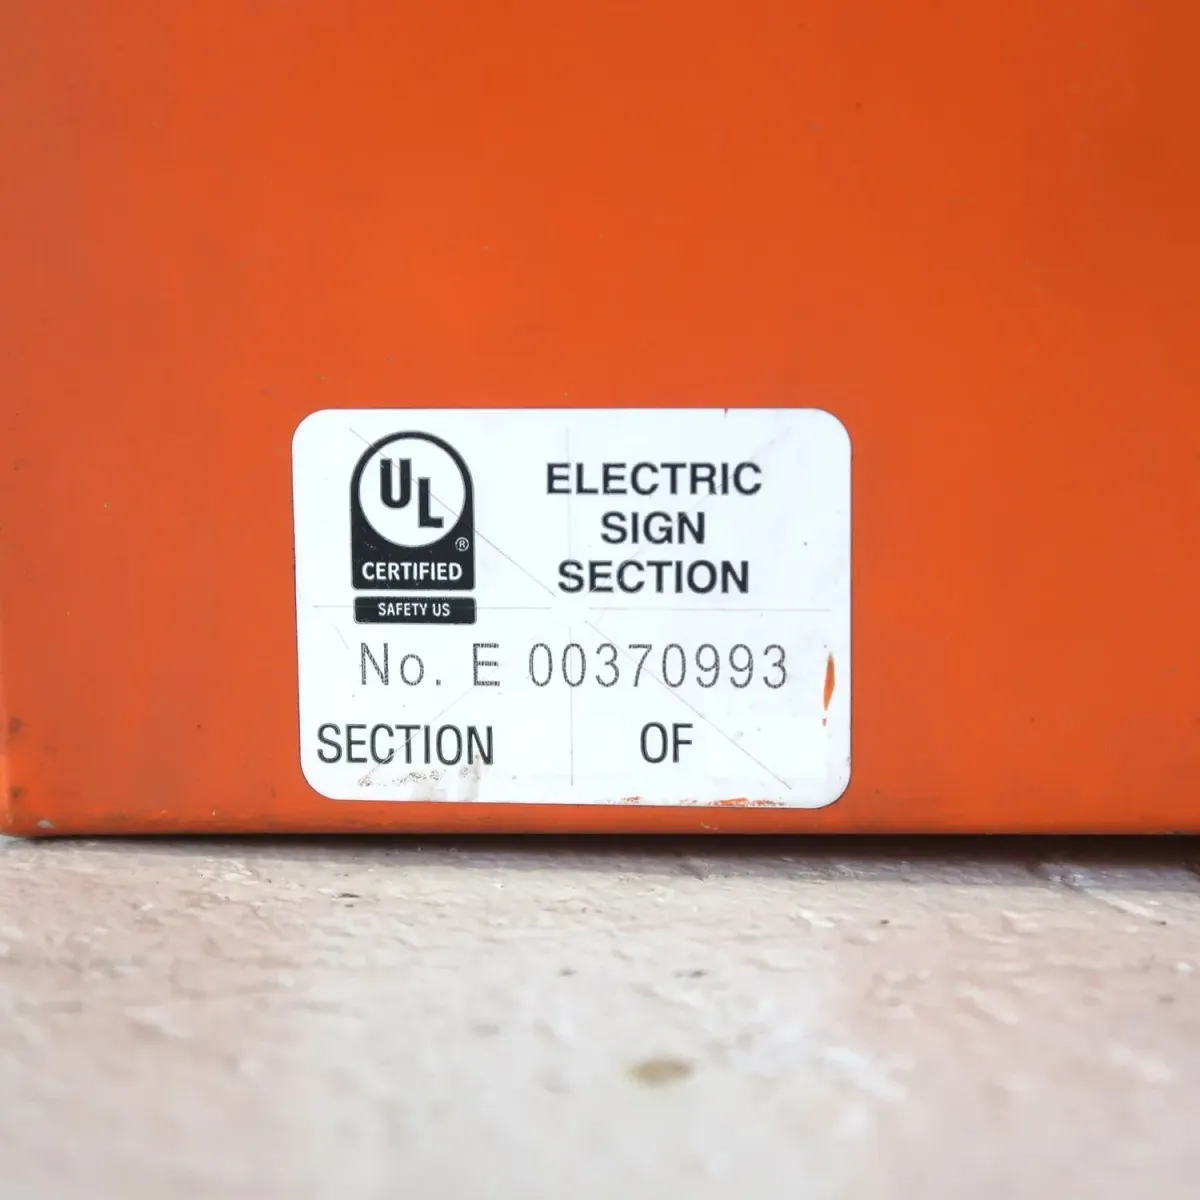 UL
®
CERTIFIED
SAFETY US
ELECTRIC
SIGN
SECTION
No. E 00370993
SECTION OF